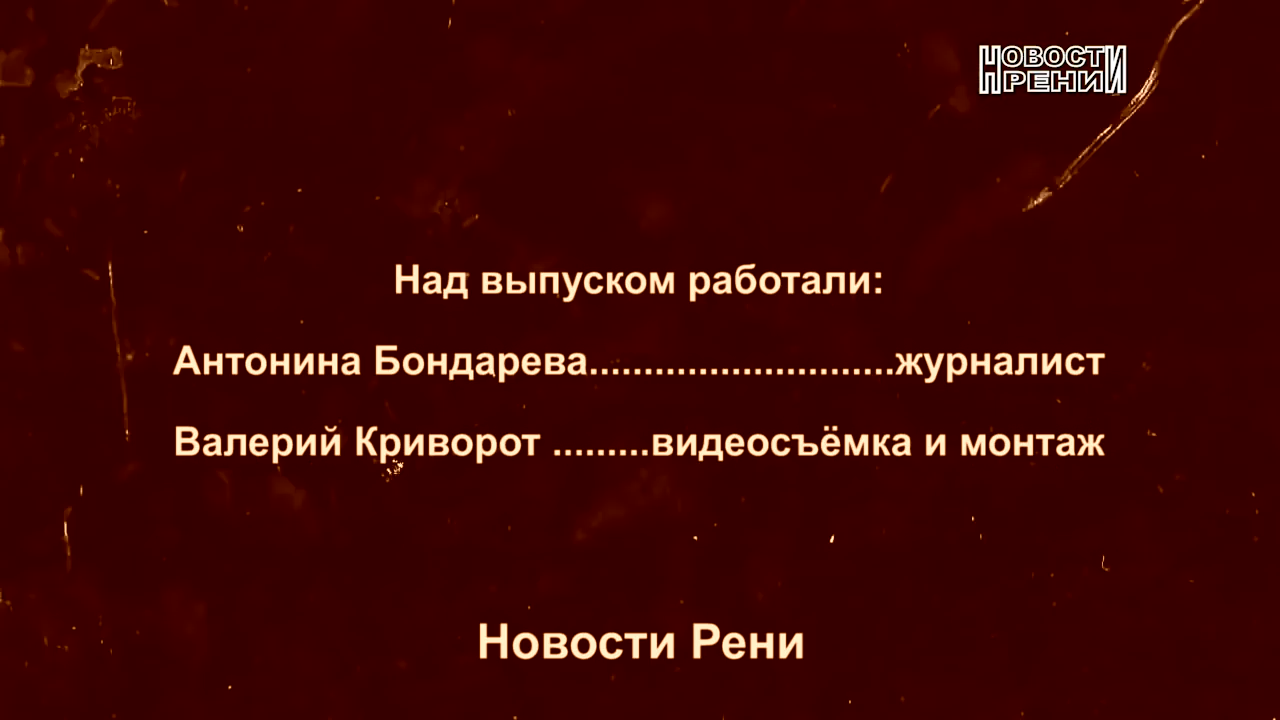 НОВОСТИ
РЕНИ
Над выпуском работали:
Антонина Бондарева............................журналист
Валерий Криворот .........видеосъёмка и монтаж
Новости Рени